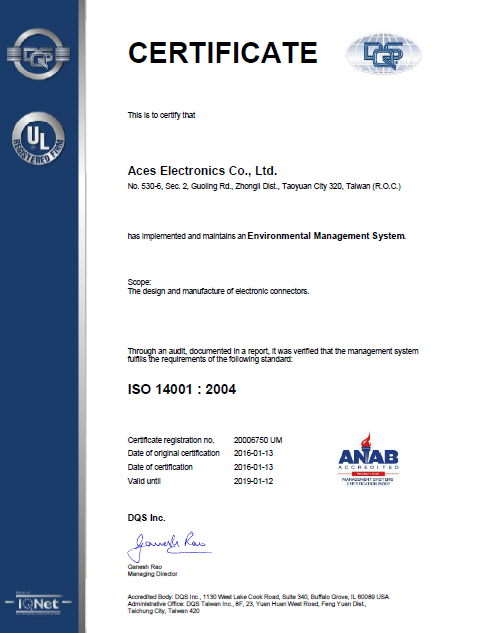 CERTIFICATE
DQS
DQS
UL
REGISTERED FIRM
This is to certify that
Aces Electronics Co., Ltd.
No. 530-6, Sec. 2, Guoling Rd., Zhongli Dist., Taoyuan City 320, Taiwan (R.O.C.)
has implemented and maintains an Environmental Management System.
Scope:
The design and manufacture of electronic connectors.
Through an audit, documented in a report, it was verified that the management system
fulfills the requirements of the following standard:
ISO 14001 : 2004
Certificate registration no. 20006750 UM
Date of original certification 2016-01-13
Date of certification 2016-01-13
Valid until 2019-01-12
ANAB
ACCREDITED
MANAGEMENT SYSTEMS
CERTIFICATION BODY
DQS Inc.
Ganesh Rao
Ganesh Rao
Managing Director
IQNet
Accredited Body: DQS Inc., 1130 West Lake Cook Road, Suite 340, Buffalo Grove, IL 60089 USA
Administrative Office: DQS Taiwan Inc., 8F, 23, Yuan Huan West Road, Feng Yuan Dist.,
Taichung City, Taiwan 420